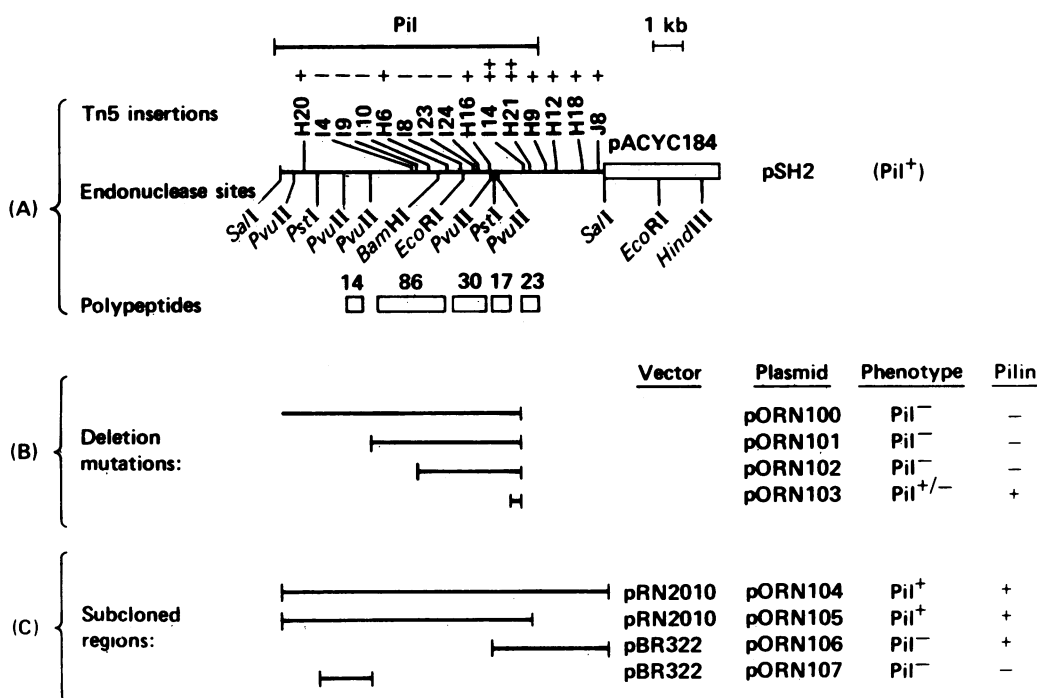 Pil
1 kb
+ – – – – + – – – – + ++ ++ + + + +
Tn5 insertions
H20 I4 I9 I10 H6 I8 I23 I24 H16 I14 H21 H9 H12 H18 J8
pACYC184
pSH2 (Pil+)
(A)
Endonuclease sites
SalI PvuII PstI PvuII PvuII BamHI EcoRI PvuII PstI PvuII SalI EcoRI HindIII
14 86 30 17 23
Polypeptides
Vector Plasmid Phenotype Pilin
pORN100 Pil– –
(B)
Deletion
mutations:
pORN101 Pil– –
pORN102 Pil– –
pORN103 Pil+/– +
(C)
Subcloned
regions:
pRN2010 pORN104 Pil+ +
pRN2010 pORN105 Pil+ +
pBR322 pORN106 Pil– +
pBR322 pORN107 Pil– –